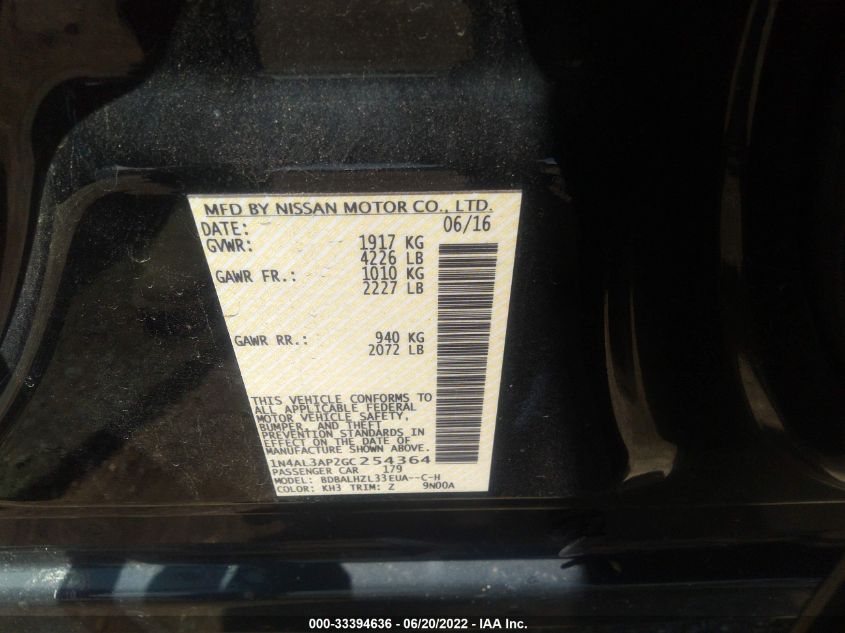 MFD BY NISSAN MOTOR CO., LTD.
DATE: 06/16
GVWR: 1917 KG
4226 LB
GAWR FR.: 1010 KG
2227 LB
GAWR RR.: 940 KG
2072 LB
THIS VEHICLE CONFORMS TO
ALL APPLICABLE FEDERAL
MOTOR VEHICLE SAFETY,
BUMPER, AND THEFT
PREVENTION STANDARDS IN
EFFECT ON THE DATE OF
MANUFACTURE SHOWN ABOVE.
1N4AL3AP2GC254364
PASSENGER CAR 179
MODEL: BDBALHZL33EUA--C-H
COLOR: KH3 TRIM: Z 9N00A
000-33394636 - 06/20/2022 - IAA Inc.